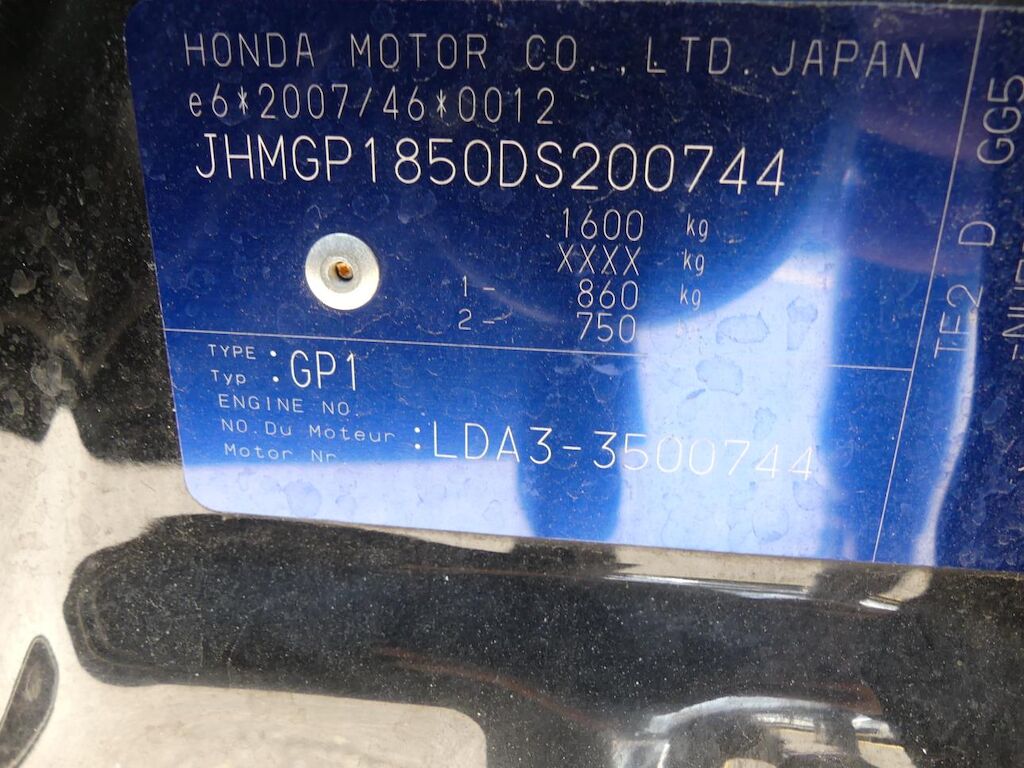 HONDA MOTOR CO.,LTD.JAPAN
e6*2007/46*0012
JHMGP1850DS200744
1600 kg
XXXX kg
1- 860 kg
2- 750
TYPE
Typ :GP1
ENGINE NO.
NO.Du Moteur :LDA3-3500744
Motor Nr.
TF2 D GG5